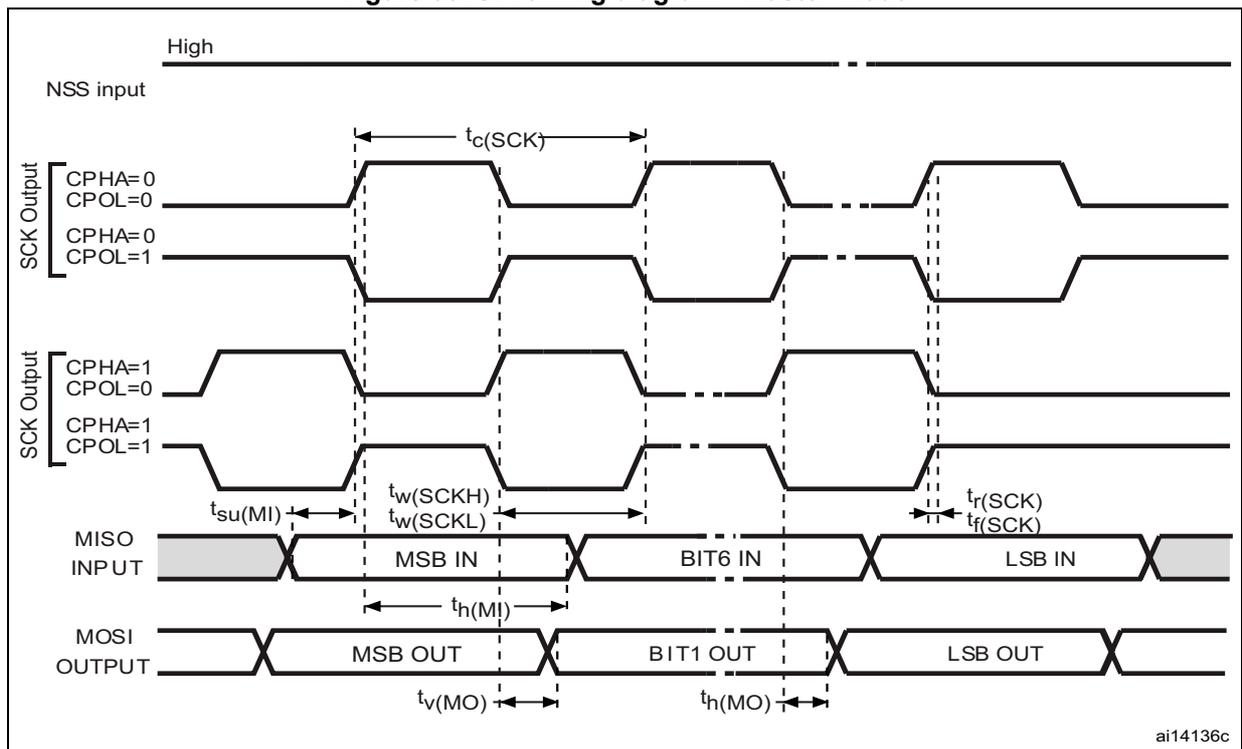 High
NSS input
tc(SCK)
SCK Output
CPHA=0
CPOL=0
CPHA=0
CPOL=1
SCK Output
CPHA=1
CPOL=0
CPHA=1
CPOL=1
tsu(MI)
tw(SCKH)
tw(SCKL)
tr(SCK)
tf(SCK)
MISO
INPUT
MSB IN
BIT6 IN
LSB IN
th(MI)
MOSI
OUTPUT
MSB OUT
BIT1 OUT
LSB OUT
tv(MO)
th(MO)
ai14136c